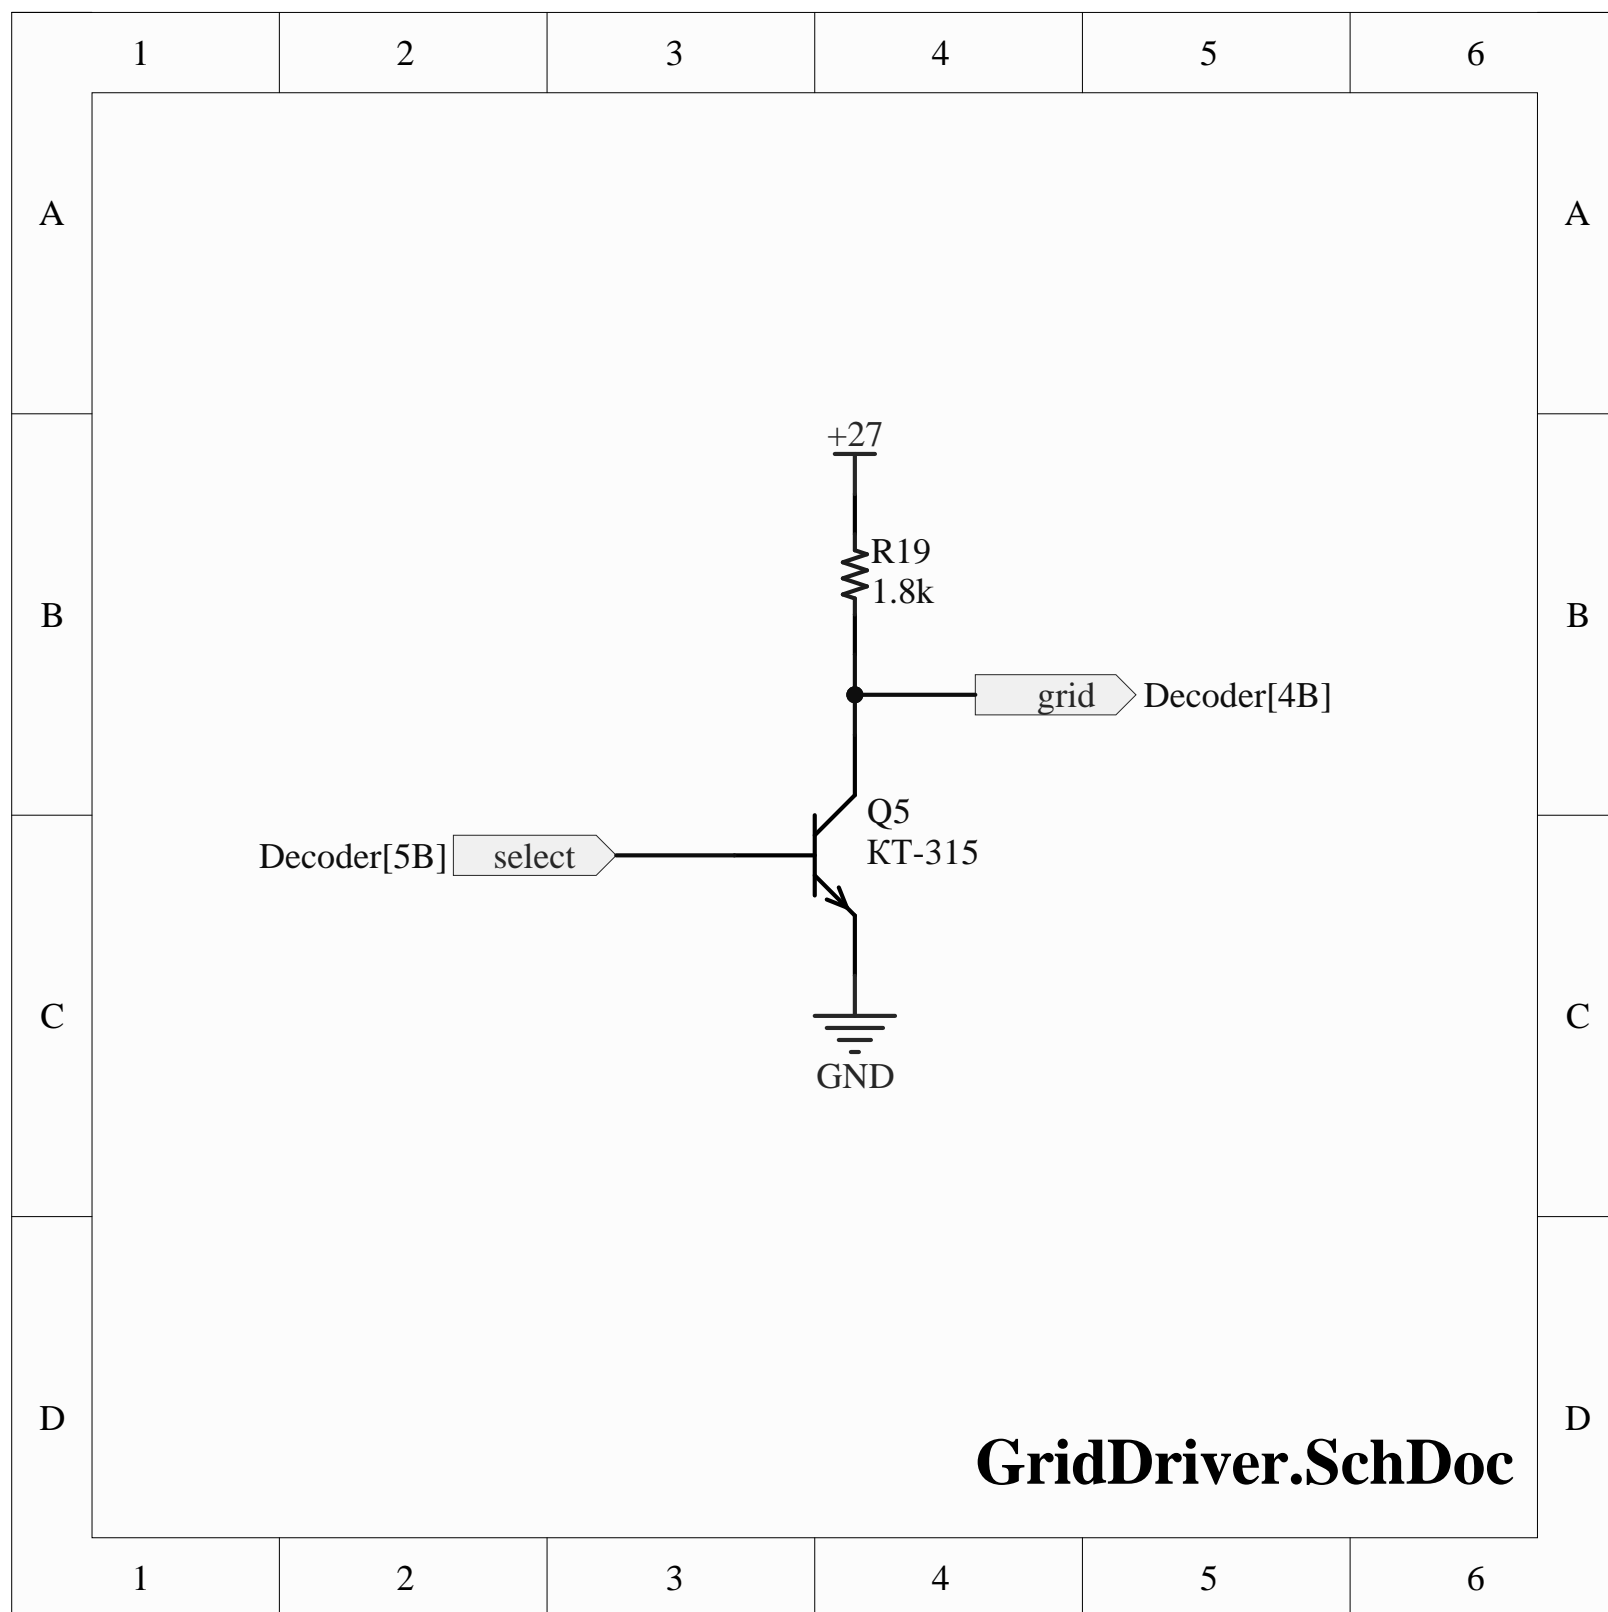 1 2 3 4 5 6
A A
+27
R19
1.8k
B B
grid Decoder[4B]
Q5
КТ-315
Decoder[5B] select
C C
GND
D D
GridDriver.SchDoc
1 2 3 4 5 6